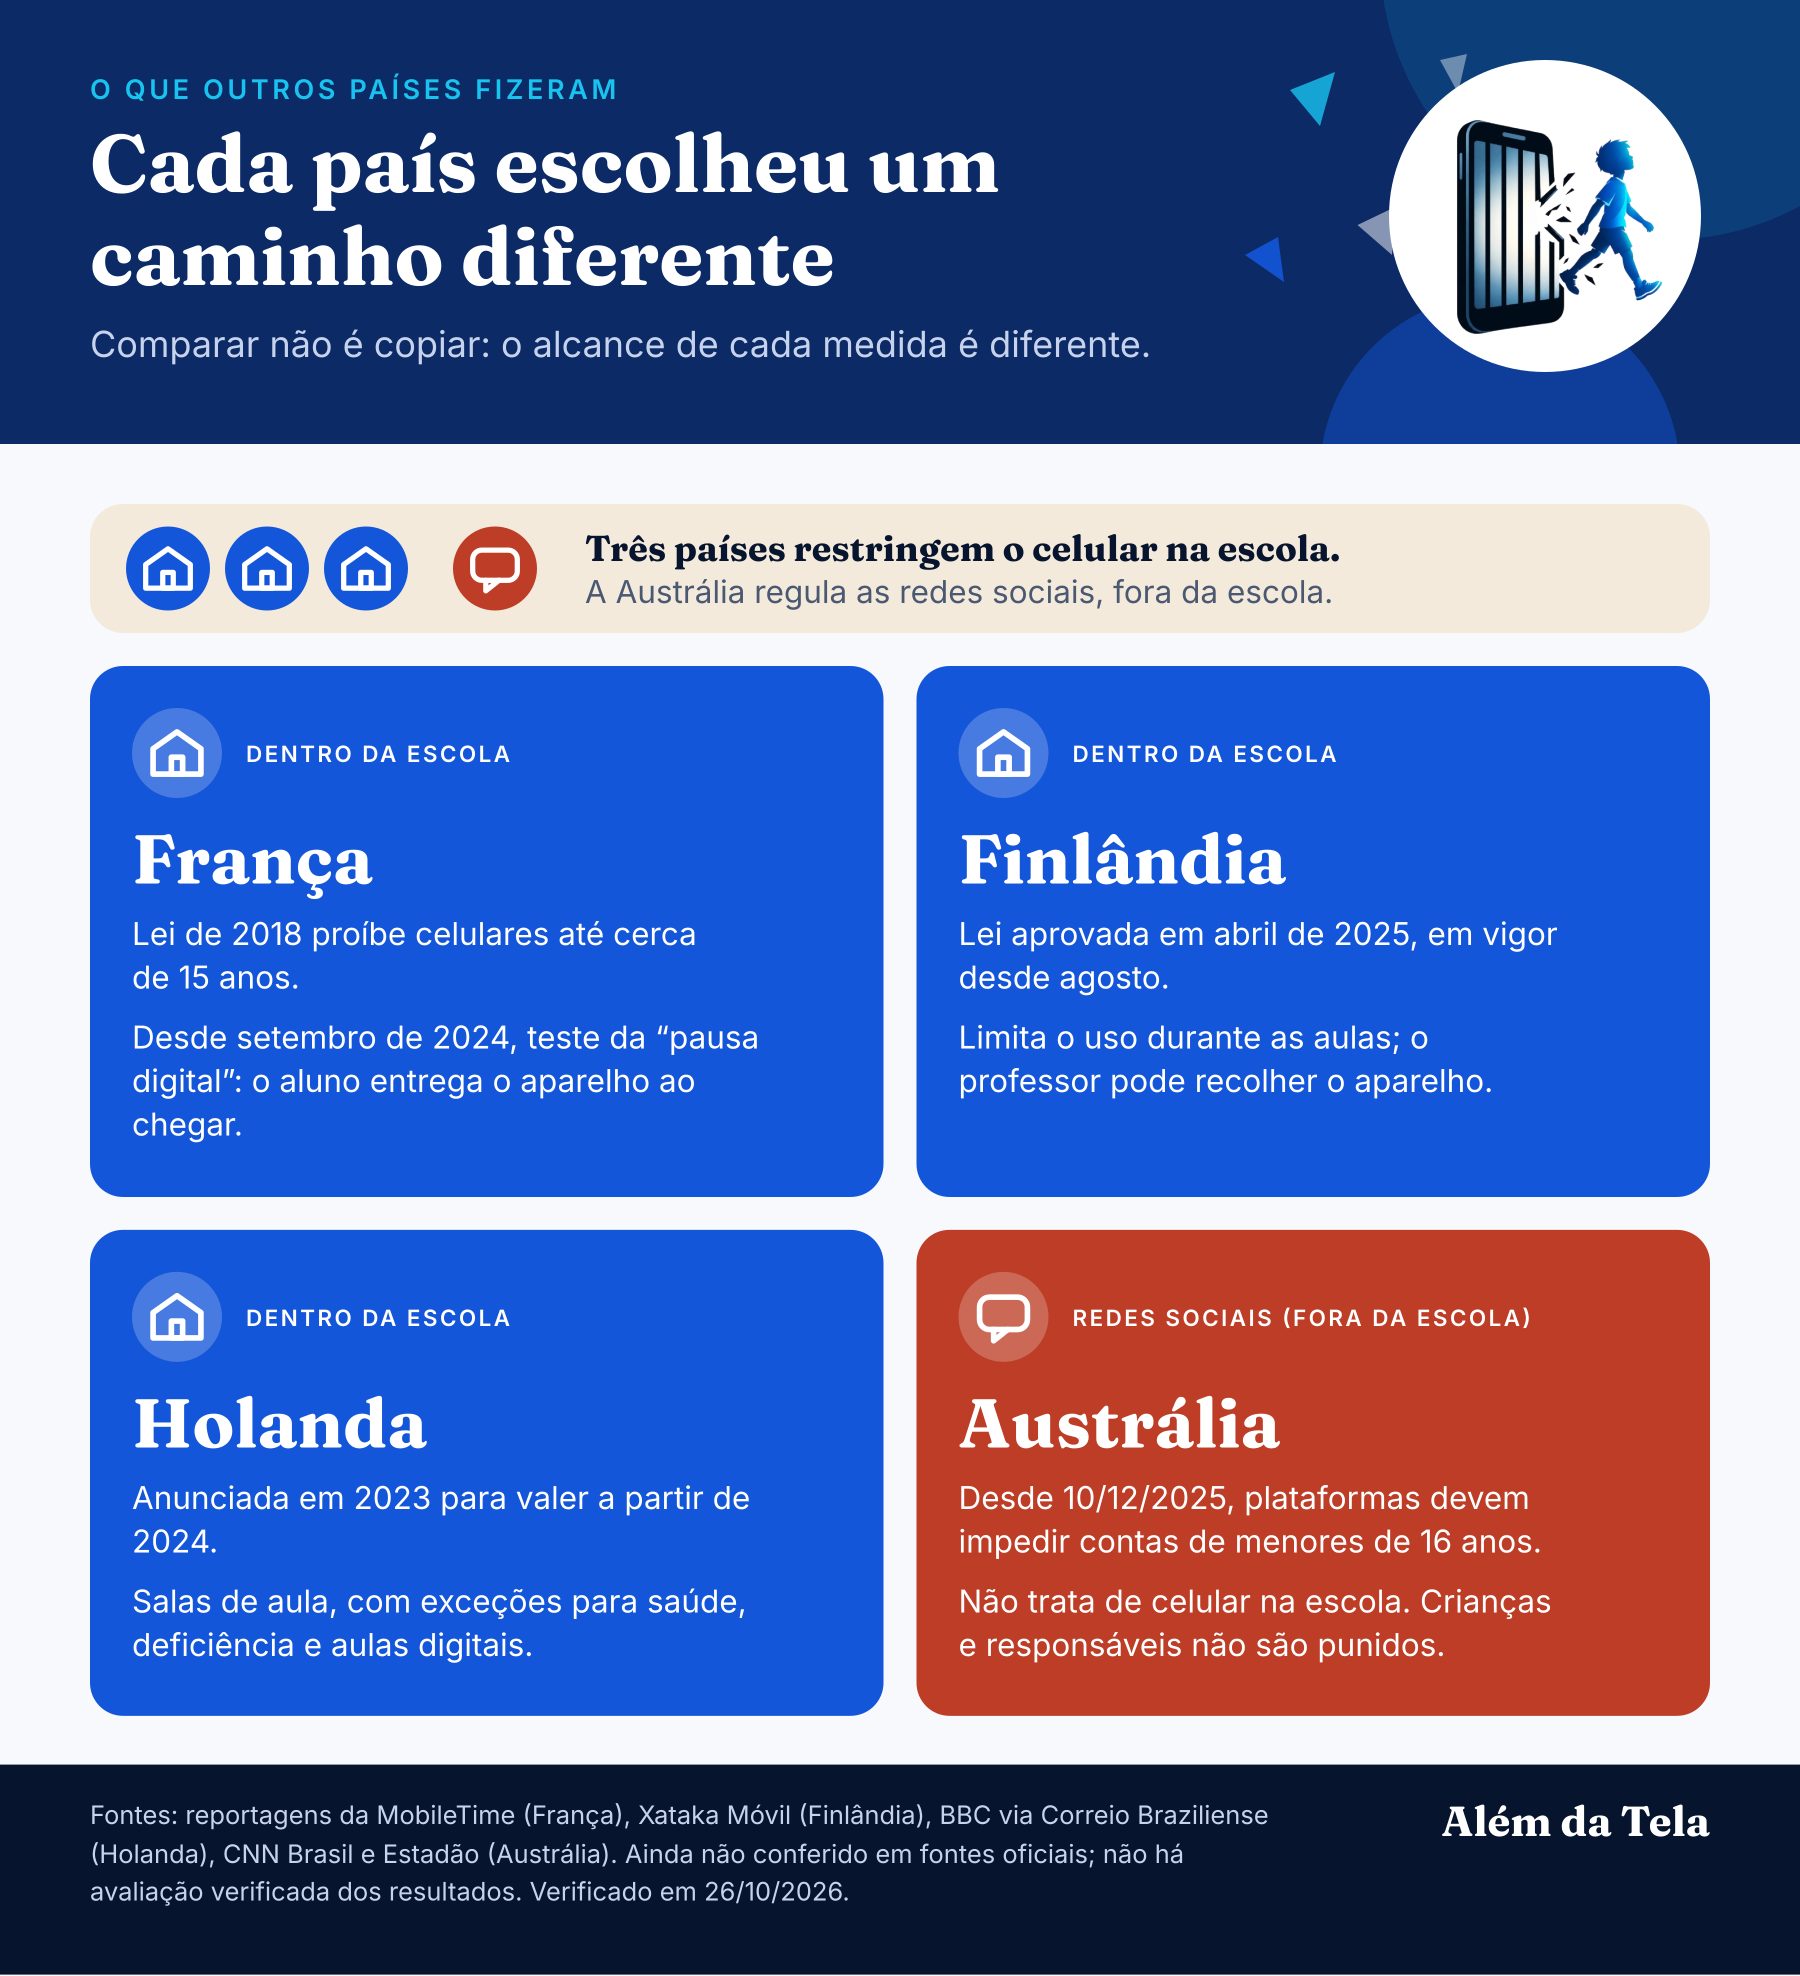 O QUE OUTROS PAÍSES FIZERAM
Cada país escolheu um
caminho diferente
Comparar não é copiar: o alcance de cada medida é diferente.
Três países restringem o celular na escola.
A Austrália regula as redes sociais, fora da escola.
DENTRO DA ESCOLA
França
Lei de 2018 proíbe celulares até cerca
de 15 anos.
Desde setembro de 2024, teste da “pausa
digital”: o aluno entrega o aparelho ao
chegar.
DENTRO DA ESCOLA
Finlândia
Lei aprovada em abril de 2025, em vigor
desde agosto.
Limita o uso durante as aulas; o
professor pode recolher o aparelho.
DENTRO DA ESCOLA
Holanda
Anunciada em 2023 para valer a partir de
2024.
Salas de aula, com exceções para saúde,
deficiência e aulas digitais.
REDES SOCIAIS (FORA DA ESCOLA)
Austrália
Desde 10/12/2025, plataformas devem
impedir contas de menores de 16 anos.
Não trata de celular na escola. Crianças
e responsáveis não são punidos.
Fontes: reportagens da MobileTime (França), Xataka Móvil (Finlândia), BBC via Correio Braziliense
(Holanda), CNN Brasil e Estadão (Austrália). Ainda não conferido em fontes oficiais; não há
avaliação verificada dos resultados. Verificado em 26/10/2026.
Além da Tela